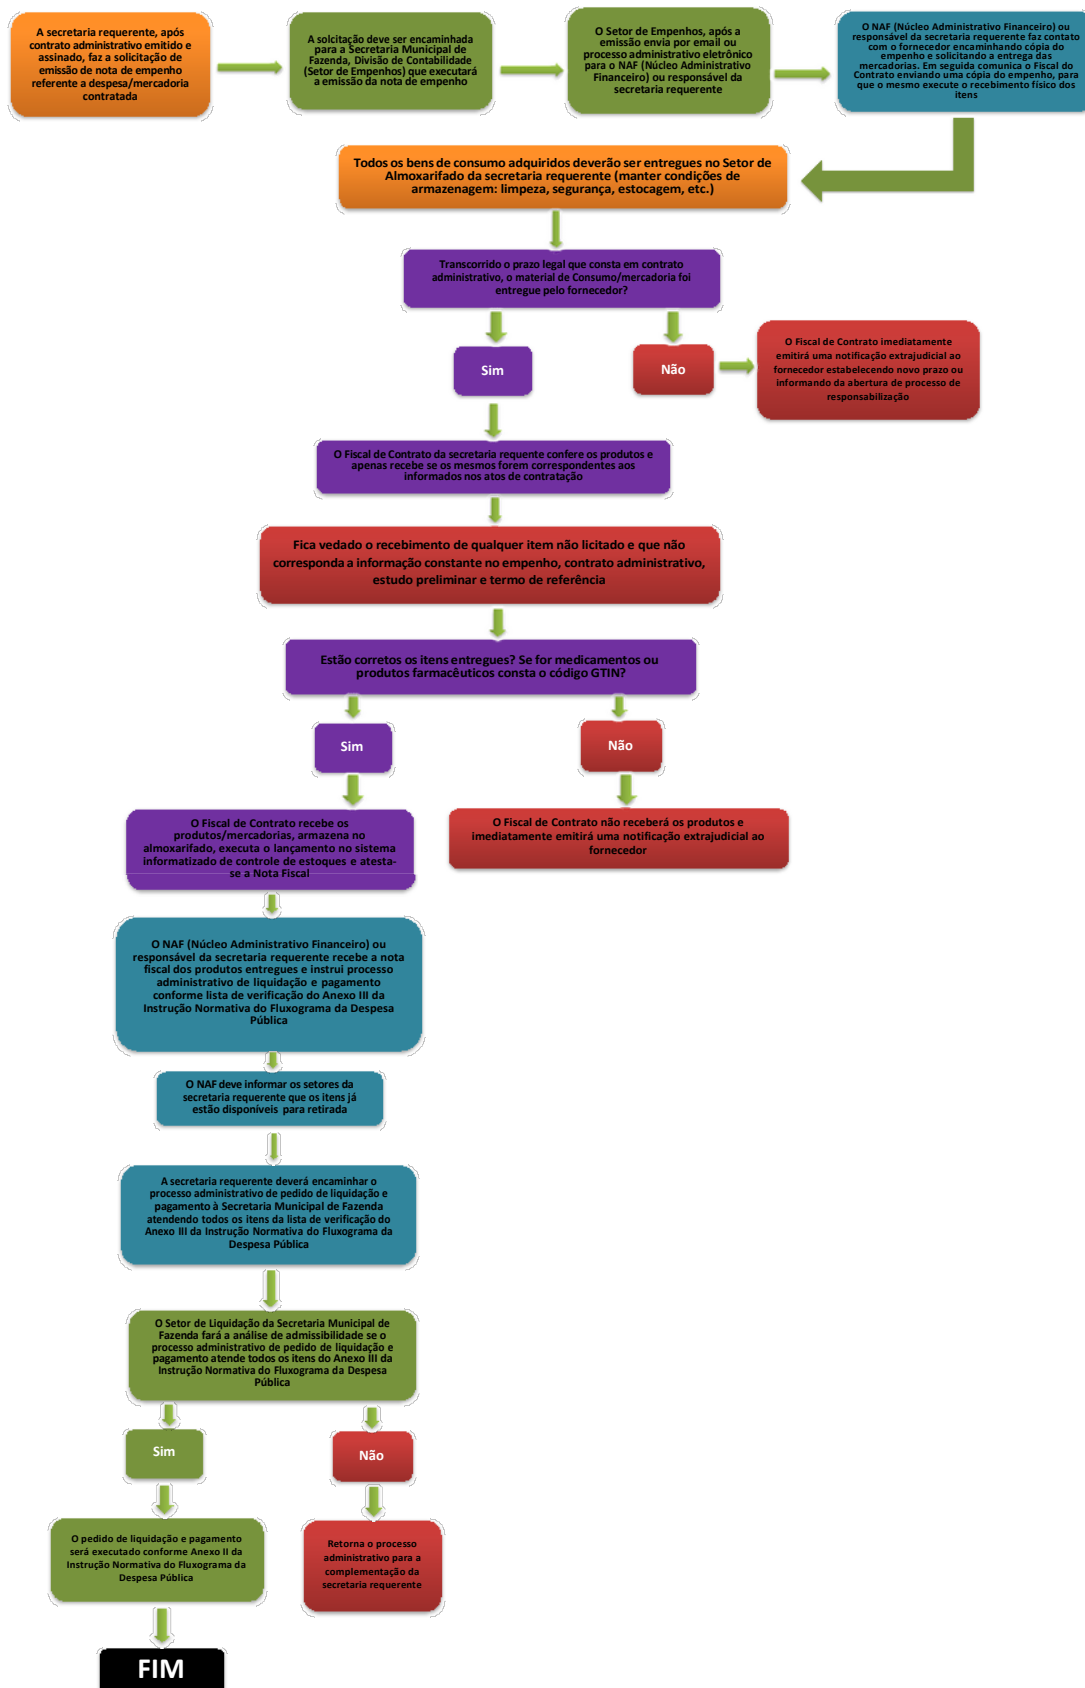 A secretaria requerente, após
contrato administrativo emitido e
assinado, faz a solicitação de
emissão de nota de empenho
referente a despesa/mercadoria
contratada
A solcitação deve ser encaminhada
para a Secretaria Municipal de
Fazenda, Divisão de Contabilidade
(Setor de Empenhos) que executará
a emissão da nota de empenho
O Setor de Empenhos, após a
emissão envia por email ou
processo administrativo eletrônico
para o NAF (Núcleo Administrativo
Financeiro) ou responsável da
secretaria requerente
O NAF (Núcleo Administrativo Financeiro) ou
responsável da secretaria requerente faz contato
com o fornecedor encaminhando cópia do
empenho e solicitando a entrega das
mercadorias. Em seguida comunica o Fiscal do
Contrato enviando uma cópia do empenho, para
que o mesmo execute o recebimento físico dos
itens
Todos os bens de consumo adquiridos deverão ser entregues no Setor de
Almoxarifado da secretaria requerente (manter condições de
armazenagem: limpeza, segurança, estocagem, etc.)
Transcorrido o prazo legal que consta em contrato
administrativo, o material de Consumo/mercadoria foi
entregue pelo fornecedor?
Sim
Não
O Fiscal de Contrato imediatamente
emitirá uma notificação extrajudicial ao
fornecedor estabelecendo novo prazo ou
informando da abertura de processo de
responsabilização
O Fiscal de Contrato da secretaria requente confere os produtos e
apenas recebe se os mesmos forem correspondentes aos
informados nos atos de contratação
Fica vedado o recebimento de qualquer item não licitado e que não
corresponda a informação constante no empenho, contrato administrativo,
estudo preliminar e termo de referência
Estão corretos os itens entregues? Se for medicamentos ou
produtos farmacêuticos consta o código GTIN?
Sim
Não
O Fiscal de Contrato recebe os
produtos/mercadorias, armazena no
almoxarifado, executa o lançamento no sistema
informatizado de controle de estoques e atesta-
se a Nota Fiscal
O Fiscal de Contrato não receberá os produtos e
imediatamente emitirá uma notificação extrajudicial ao
fornecedor
O NAF (Núcleo Administrativo Financeiro) ou
responsável da secretaria requerente recebe a nota
fiscal dos produtos entregues e instrui processo
administrativo de liquidação e pagamento
conforme lista de verificação do Anexo III da
Instrução Normativa do Fluxograma da Despesa
Pública
O NAF deve informar os setores da
secretaria requerente que os itens já
estão disponíveis para retirada
A secretaria requerente deverá encaminhar o
processo administrativo de pedido de liquidação e
pagamento à Secretaria Municipal de Fazenda
atendendo todos os itens da lista de verificação do
Anexo III da Instrução Normativa do Fluxograma da
Despesa Pública
O Setor de Liquidação da Secretaria Municipal de
Fazenda fará a análise de admissibilidade se o
processo administrativo de pedido de liquidação e
pagamento atende todos os itens do Anexo III da
Instrução Normativa do Fluxograma da Despesa
Pública
Sim
Não
O pedido de liquidação e pagamento
será executado conforme Anexo II da
Instrução Normativa do Fluxograma da
Despesa Pública
Retorna o processo
administrativo para a
complementação da
secretaria requerente
FIM